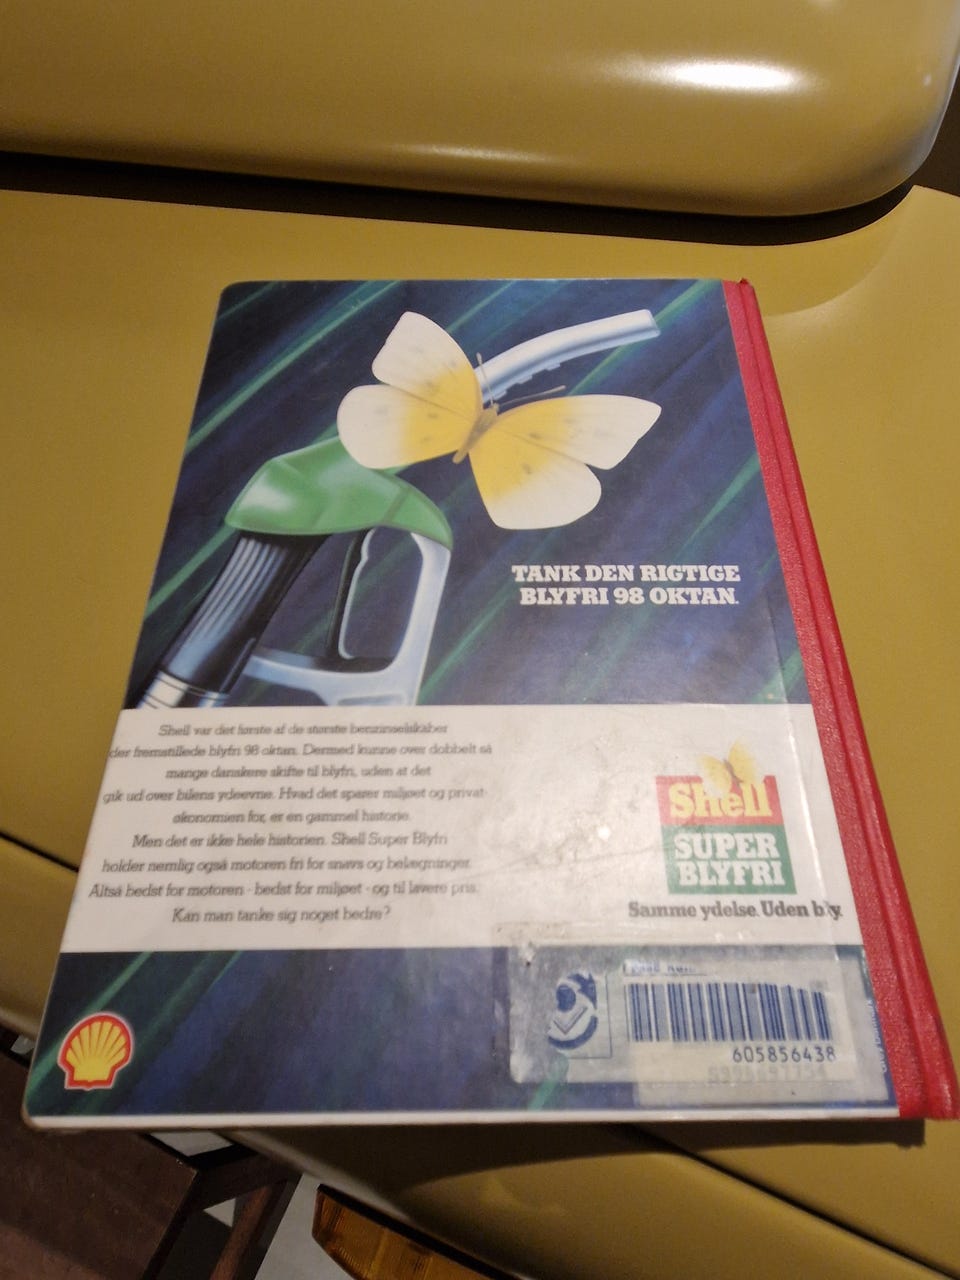 TANK DEN RIGTIGE
BLYFRI 98 OKTAN.
Shell var det første af de største benzinselskaber
der fremstillede blyfri 98 oktan. Dermed kunne over dobbelt så
mange danskere skifte til blyfri, uden at det
gik ud over bilens ydeevne. Hvad det sparer miljøet og privat-
økonomien for, er en gammel historie.
Men det er ikke hele historien. Shell Super Blyfri
holder nemlig også motoren fri for snavs og belægninger.
Altså bedst for motoren - bedst for miljøet - og til lavere pris.
Kan man tanke sig noget bedre?
Shell
SUPER
BLYFRI
Samme ydelse. Uden bly.
605856438